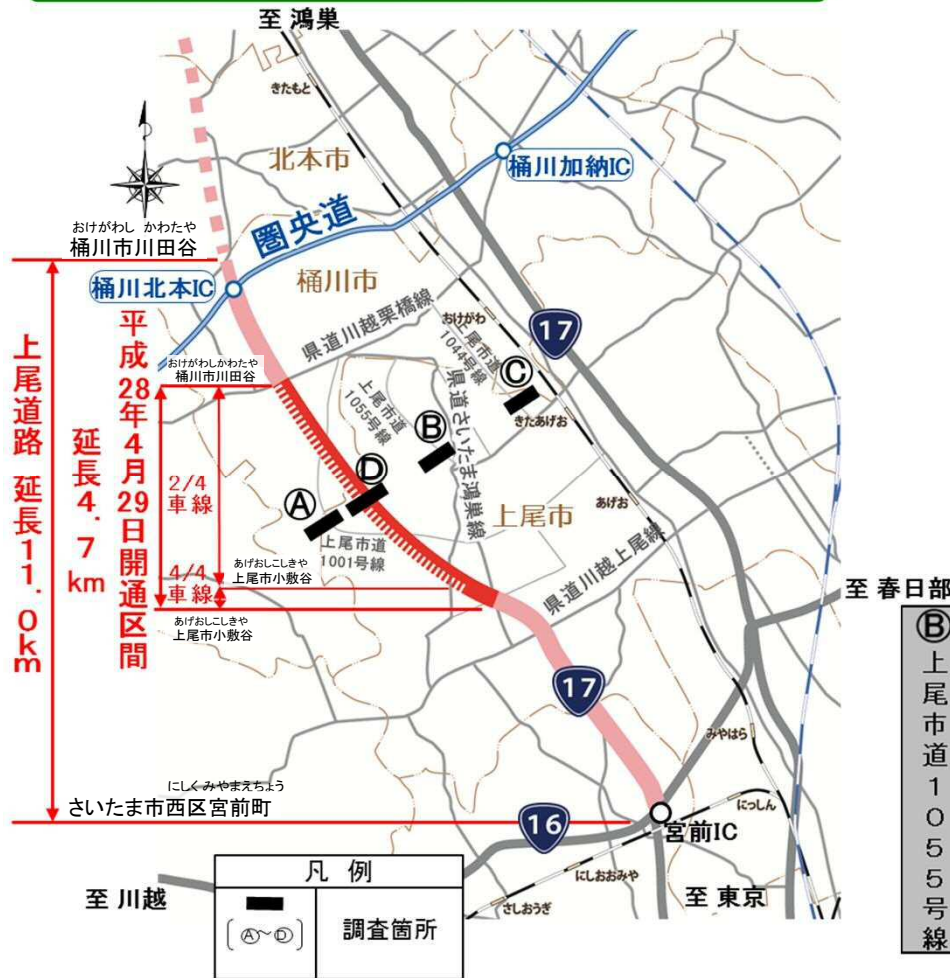 至 鴻巣
きたもと
北本市
桶川加納IC
おけがわし かわたや
桶川市川田谷
圏央道
桶川北本IC
桶川市
県道川越栗橋線
おけがわ
上尾市道
1044号線
17
おけがわしかわたや
桶川市川田谷
上尾市道
1055号線
Ⓒ
きたあげお
Ⓑ
県道さいたま鴻巣線
Ⓓ
Ⓐ
上尾市
あげお
上尾市道
1001号線
県道川越上尾線
上尾道路 延長11.0km
延長4.7km
平成28年4月29日開通区間
2/4
車線
4/4
車線
あげおしこしきや
上尾市小敷谷
あげおしこしきや
上尾市小敷谷
至 春日部
17
みやはら
にしくみやまえちょう
さいたま市西区宮前町
にっしん
16
宮前IC
にしおおみや
さしおうぎ
至 川越
至 東京
凡 例
[Ⓐ~Ⓓ]
調査箇所
Ⓑ上尾市道1055号線